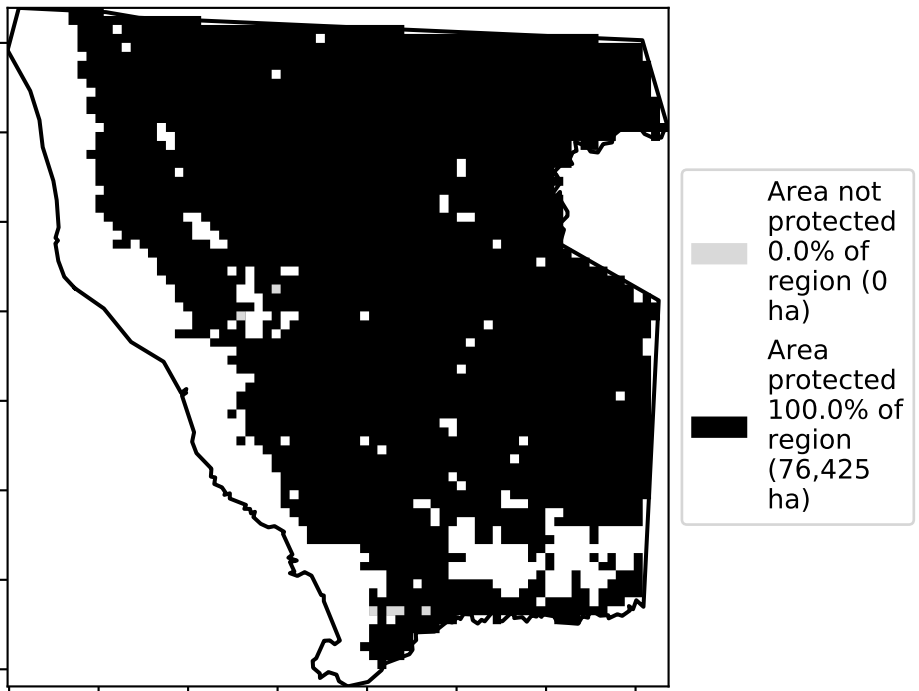 Area not
protected
0.0% of
region (0
ha)
Area
protected
100.0% of
region
(76,425
ha)